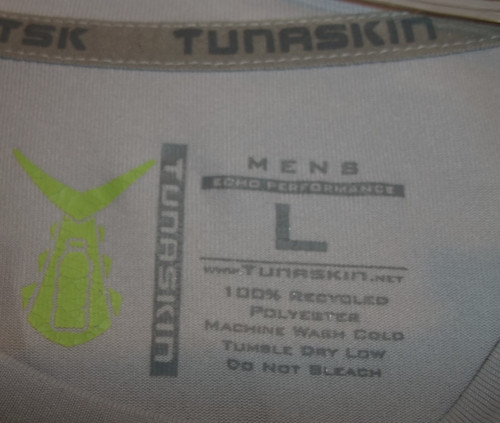 TSK TUNASKIN
TUNASKIN
MENS
ECHO PERFORMANCE
L
www.TUNASKIN.NET
100% RECYCLED
POLYESTER
MACHINE WASH COLD
TUMBLE DRY LOW
DO NOT BLEACH